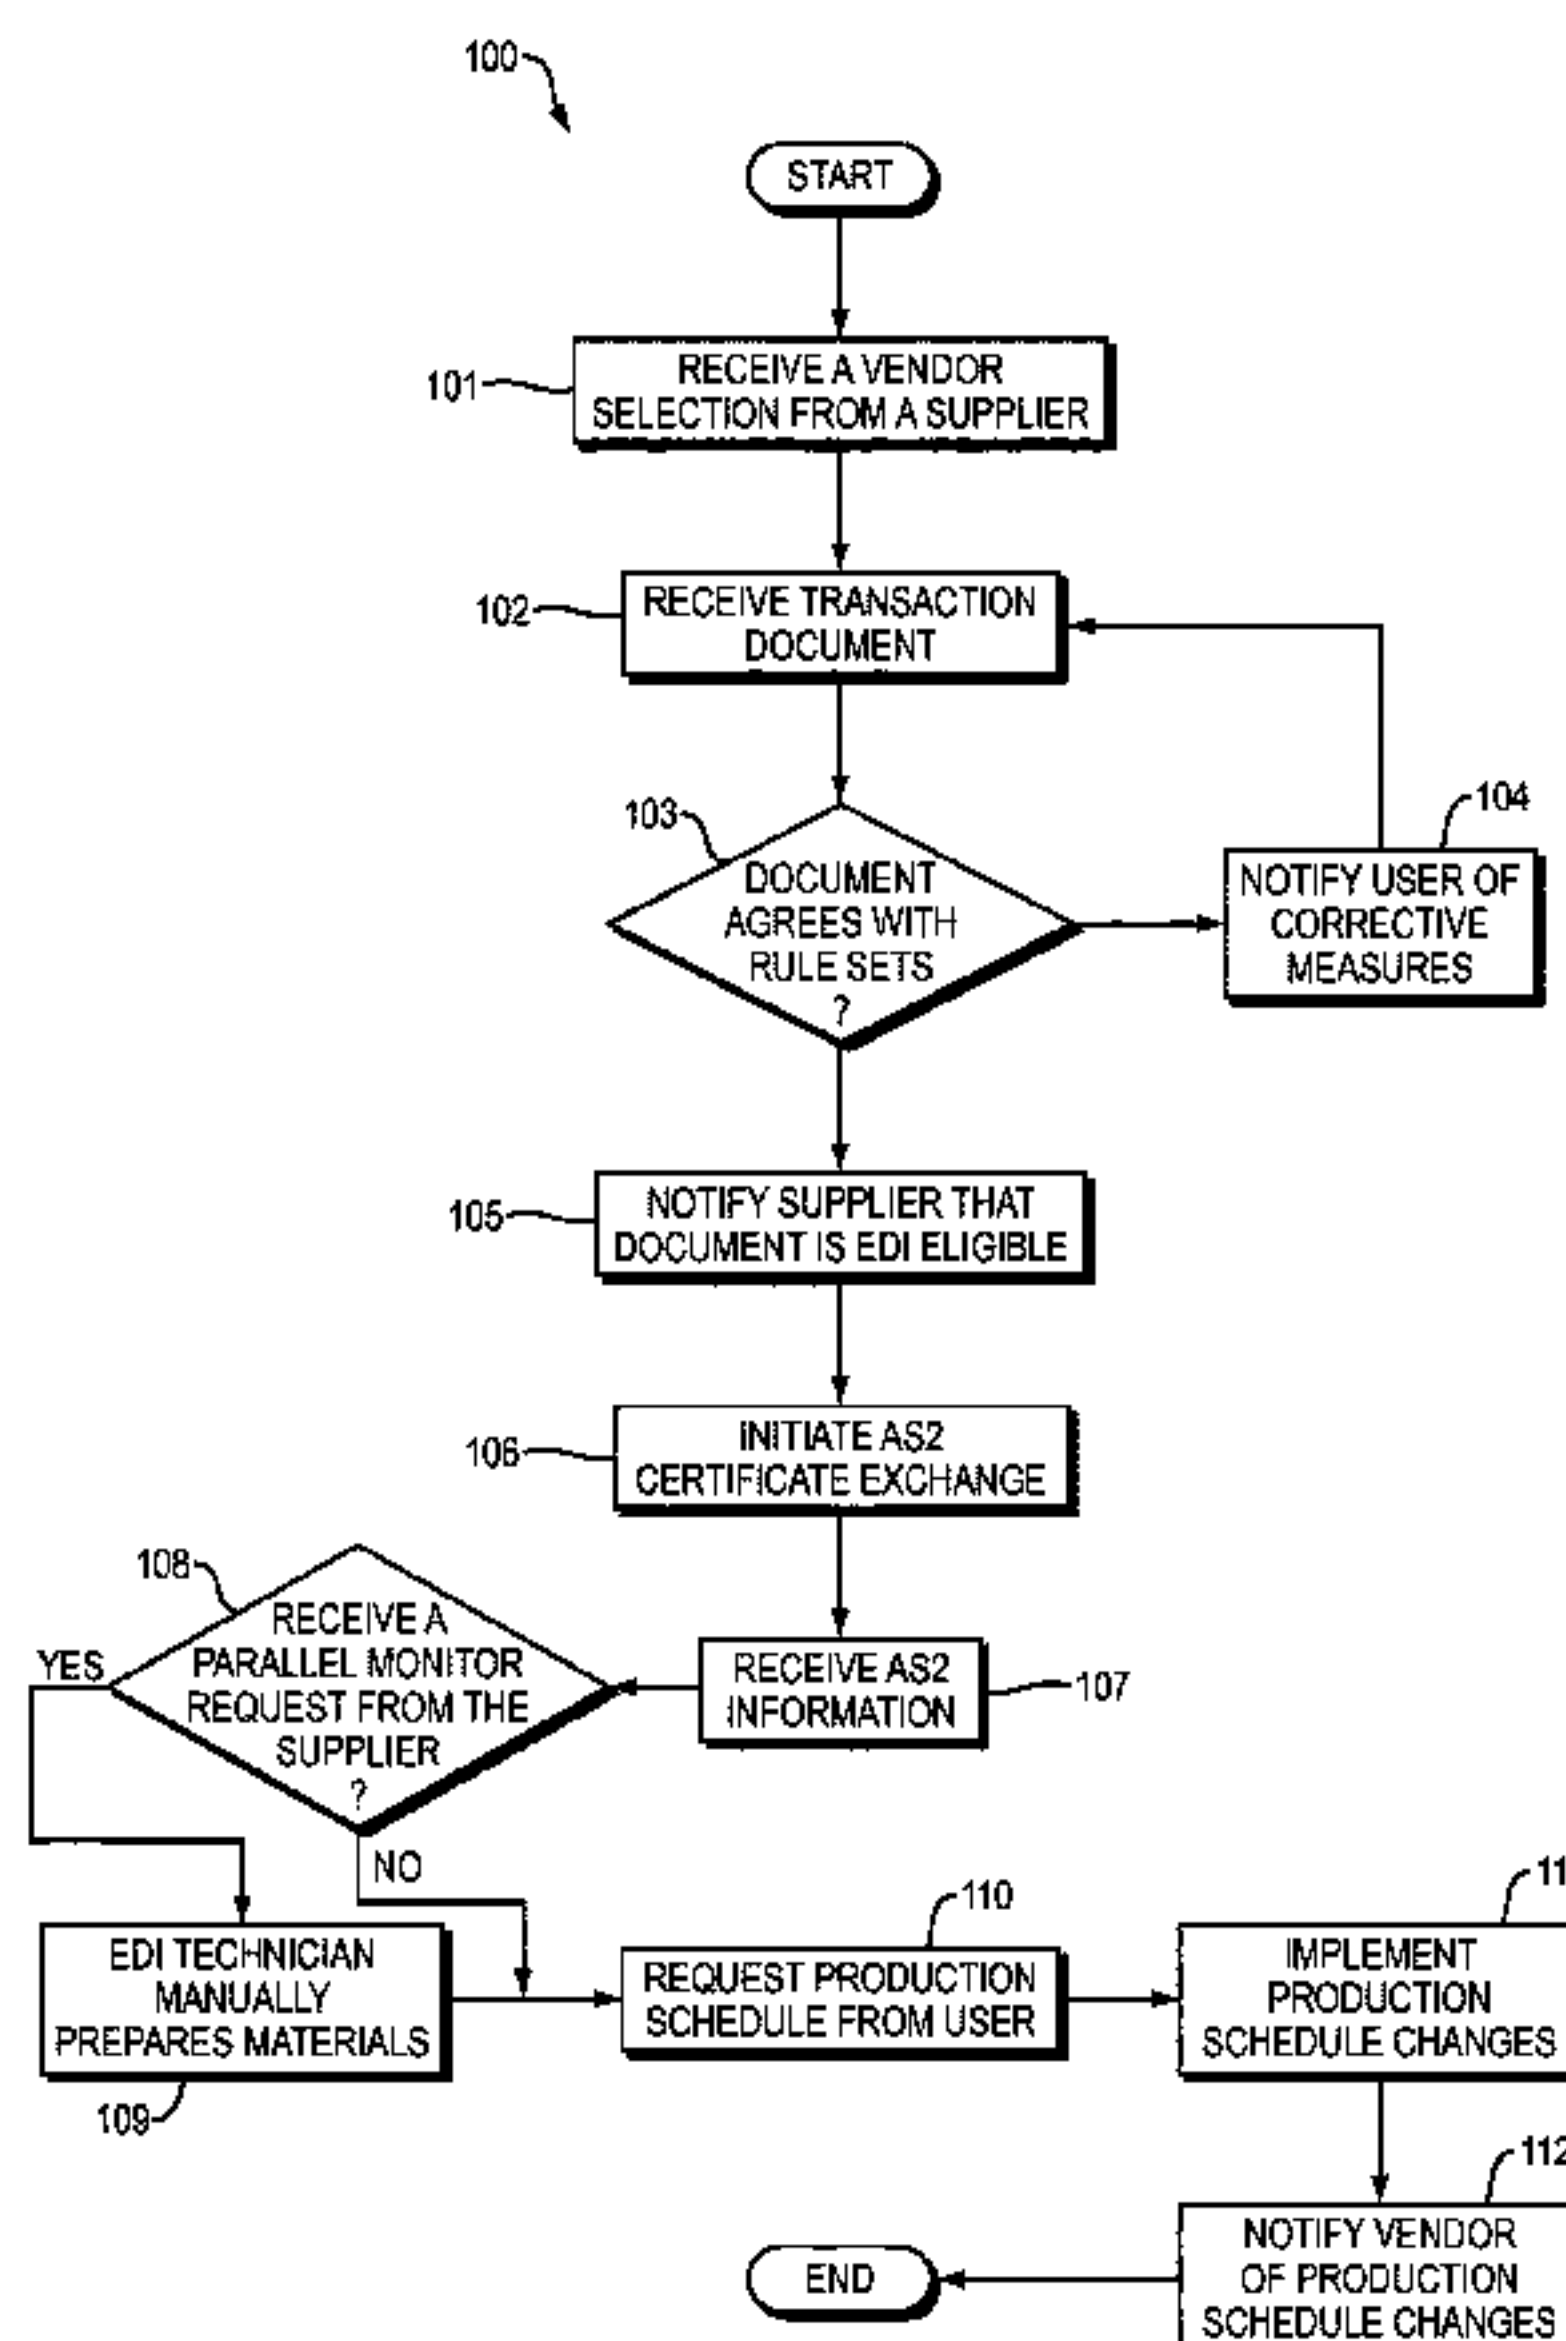 100
START
101
RECEIVE A VENDOR
SELECTION FROM A SUPPLIER
102
RECEIVE TRANSACTION
DOCUMENT
103
DOCUMENT
AGREES WITH
RULE SETS
?
104
NOTIFY USER OF
CORRECTIVE
MEASURES
105
NOTIFY SUPPLIER THAT
DOCUMENT IS EDI ELIGIBLE
106
INITIATE AS2
CERTIFICATE EXCHANGE
107
RECEIVE AS2
INFORMATION
108
RECEIVE A
PARALLEL MONITOR
REQUEST FROM THE
SUPPLIER
?
YES
NO
EDI TECHNICIAN
MANUALLY
PREPARES MATERIALS
109
110
REQUEST PRODUCTION
SCHEDULE FROM USER
IMPLEMENT
PRODUCTION
SCHEDULE CHANGES
112
NOTIFY VENDOR
OF PRODUCTION
SCHEDULE CHANGES
END